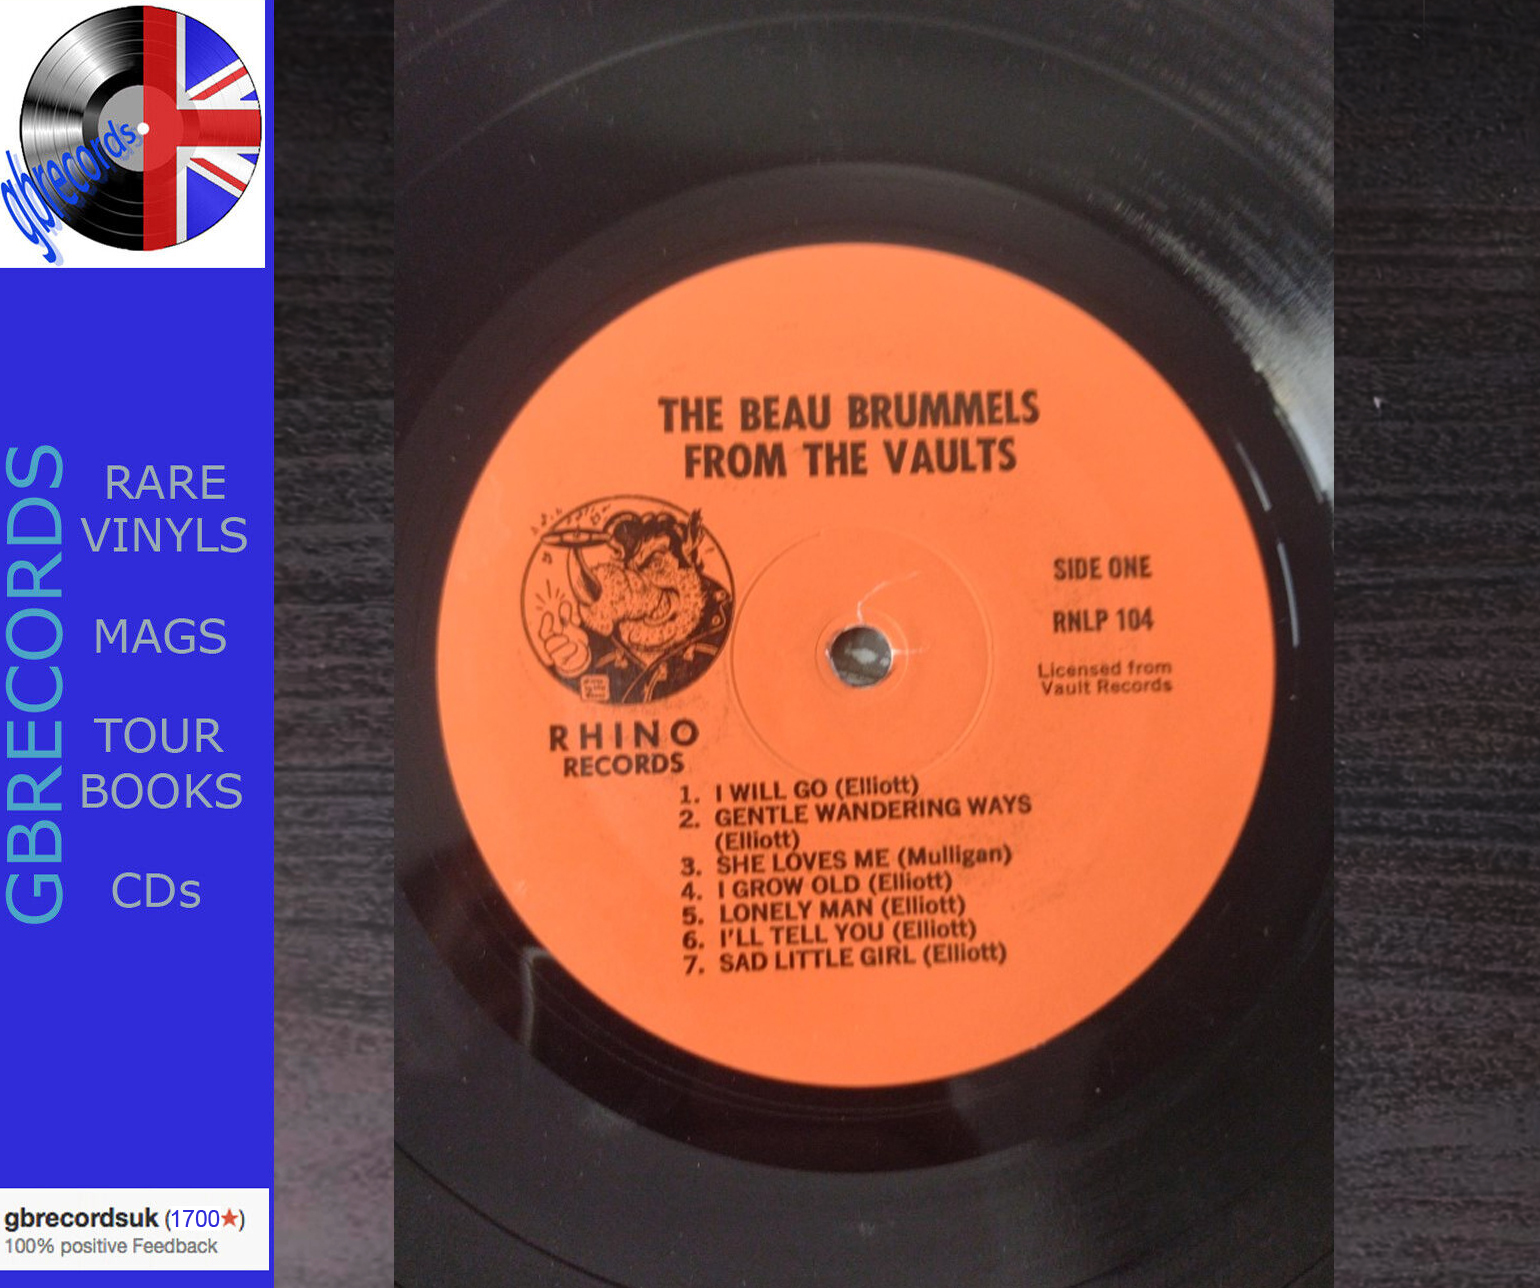 gbrecords
GBRECORDS
RARE
VINYLS
MAGS
TOUR
BOOKS
CDs
gbrecordsuk (1700★)
100% positive Feedback
THE BEAU BRUMMELS
FROM THE VAULTS
SIDE ONE
RNLP 104
Licensed from
Vault Records
RHINO
RECORDS
1. I WILL GO (Elliott)
2. GENTLE WANDERING WAYS
(Elliott)
3. SHE LOVES ME (Mulligan)
4. I GROW OLD (Elliott)
5. LONELY MAN (Elliott)
6. I'LL TELL YOU (Elliott)
7. SAD LITTLE GIRL (Elliott)